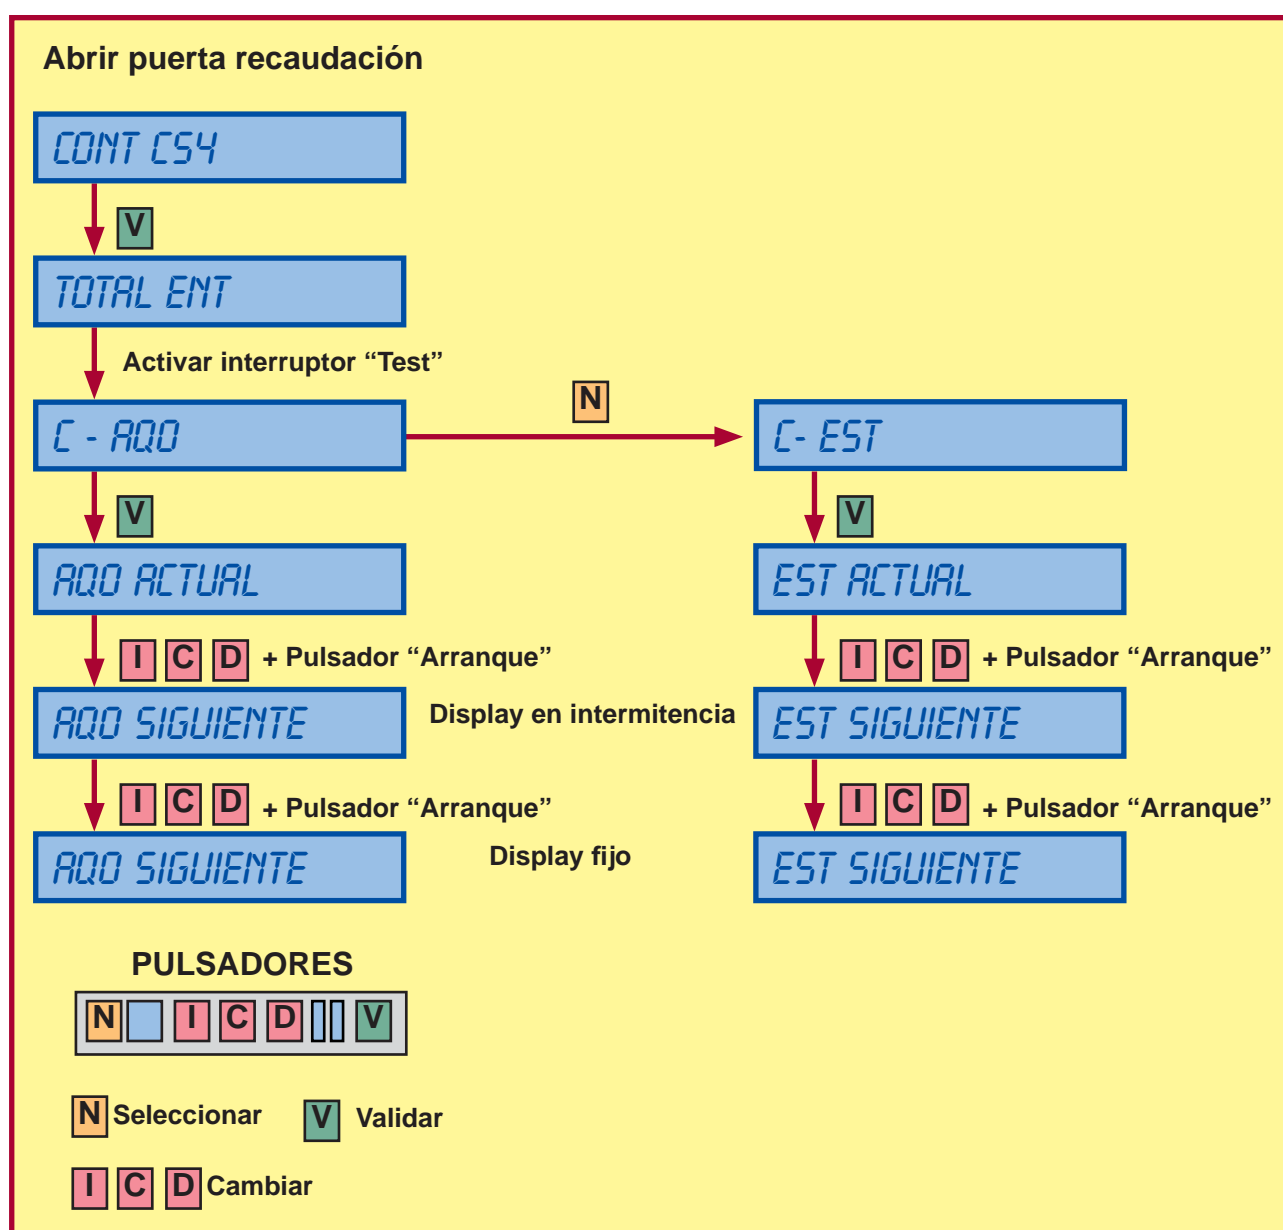 Abrir puerta recaudación
CONT CS4
V
TOTAL ENT
Activar interruptor “Test”
N
C - AQO
C- EST
V
V
AQO ACTUAL
EST ACTUAL
I C D + Pulsador “Arranque”
I C D + Pulsador “Arranque”
AQO SIGUIENTE
Display en intermitencia
EST SIGUIENTE
I C D + Pulsador “Arranque”
I C D + Pulsador “Arranque”
AQO SIGUIENTE
Display fijo
EST SIGUIENTE
PULSADORES
N I C D V
N Seleccionar V Validar
I C D Cambiar